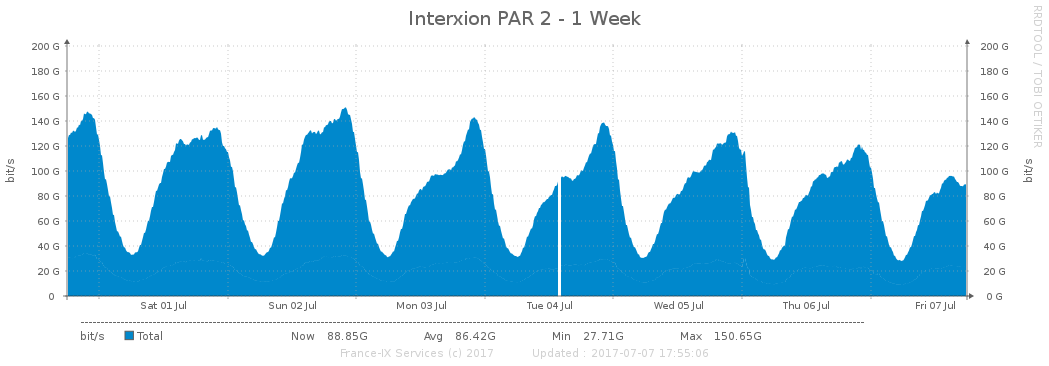 Interxion PAR 2 - 1 Week
RRDTOOL / TOBI OETIKER
200 G 200 G
180 G 180 G
160 G 160 G
140 G 140 G
120 G 120 G
100 G 100 G
80 G 80 G
60 G 60 G
40 G 40 G
20 G 20 G
0 0 G
bit/s bit/s
Sat 01 Jul Sun 02 Jul Mon 03 Jul Tue 04 Jul Wed 05 Jul Thu 06 Jul Fri 07 Jul
bit/s Total Now 88.85G Avg 86.42G Min 27.71G Max 150.65G
France-IX Services (c) 2017 Updated : 2017-07-07 17:55:06